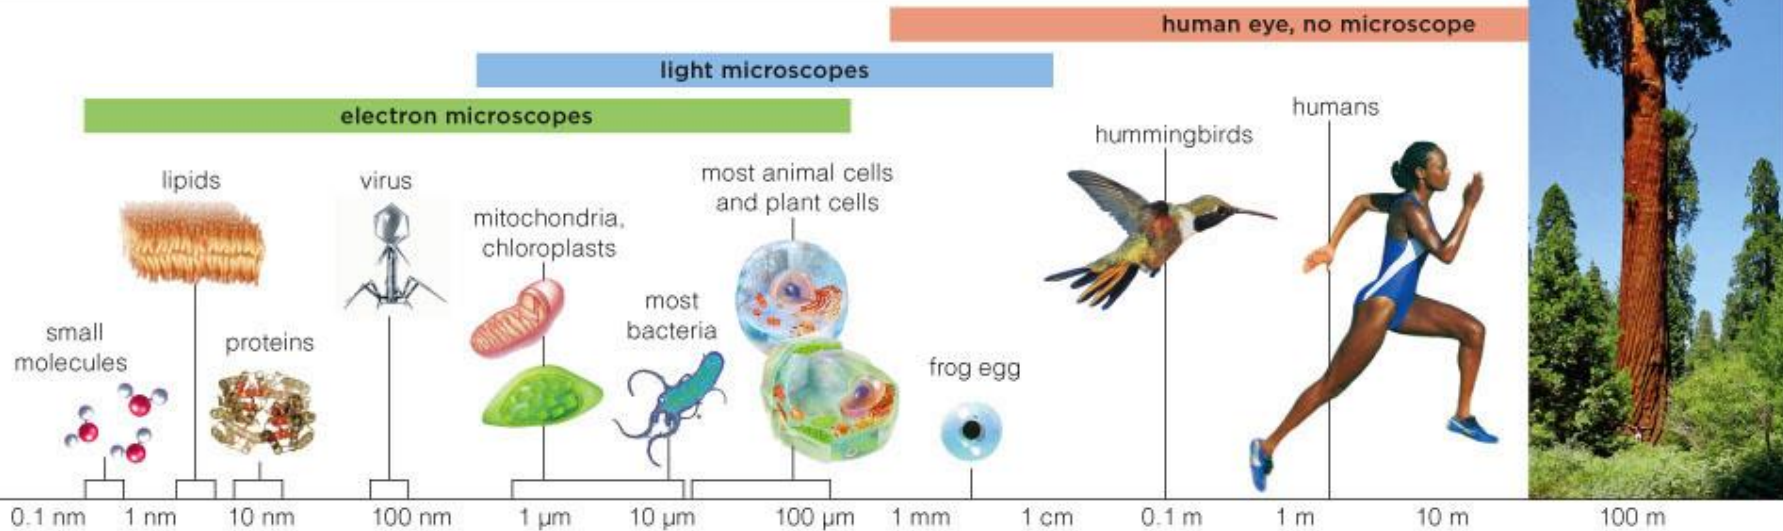 human eye, no microscope
light microscopes
electron microscopes
humans
hummingbirds
most animal cells
and plant cells
lipids
virus
mitochondria,
chloroplasts
most
bacteria
small
molecules
proteins
frog egg
0.1 nm 1 nm 10 nm 100 nm 1 µm 10 µm 100 µm 1 mm 1 cm 0.1 m 1 m 10 m 100 m